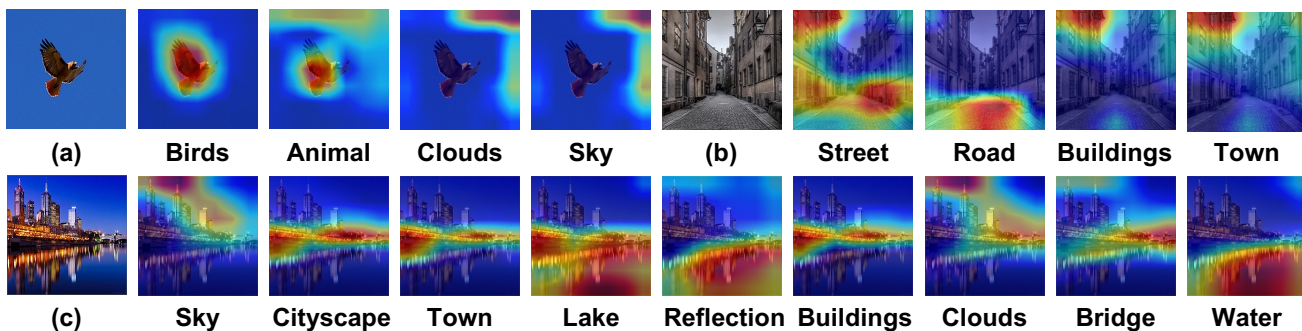 (a) Birds Animal Clouds Sky (b) Street Road Buildings Town
(c) Sky Cityscape Town Lake Reflection Buildings Clouds Bridge Water